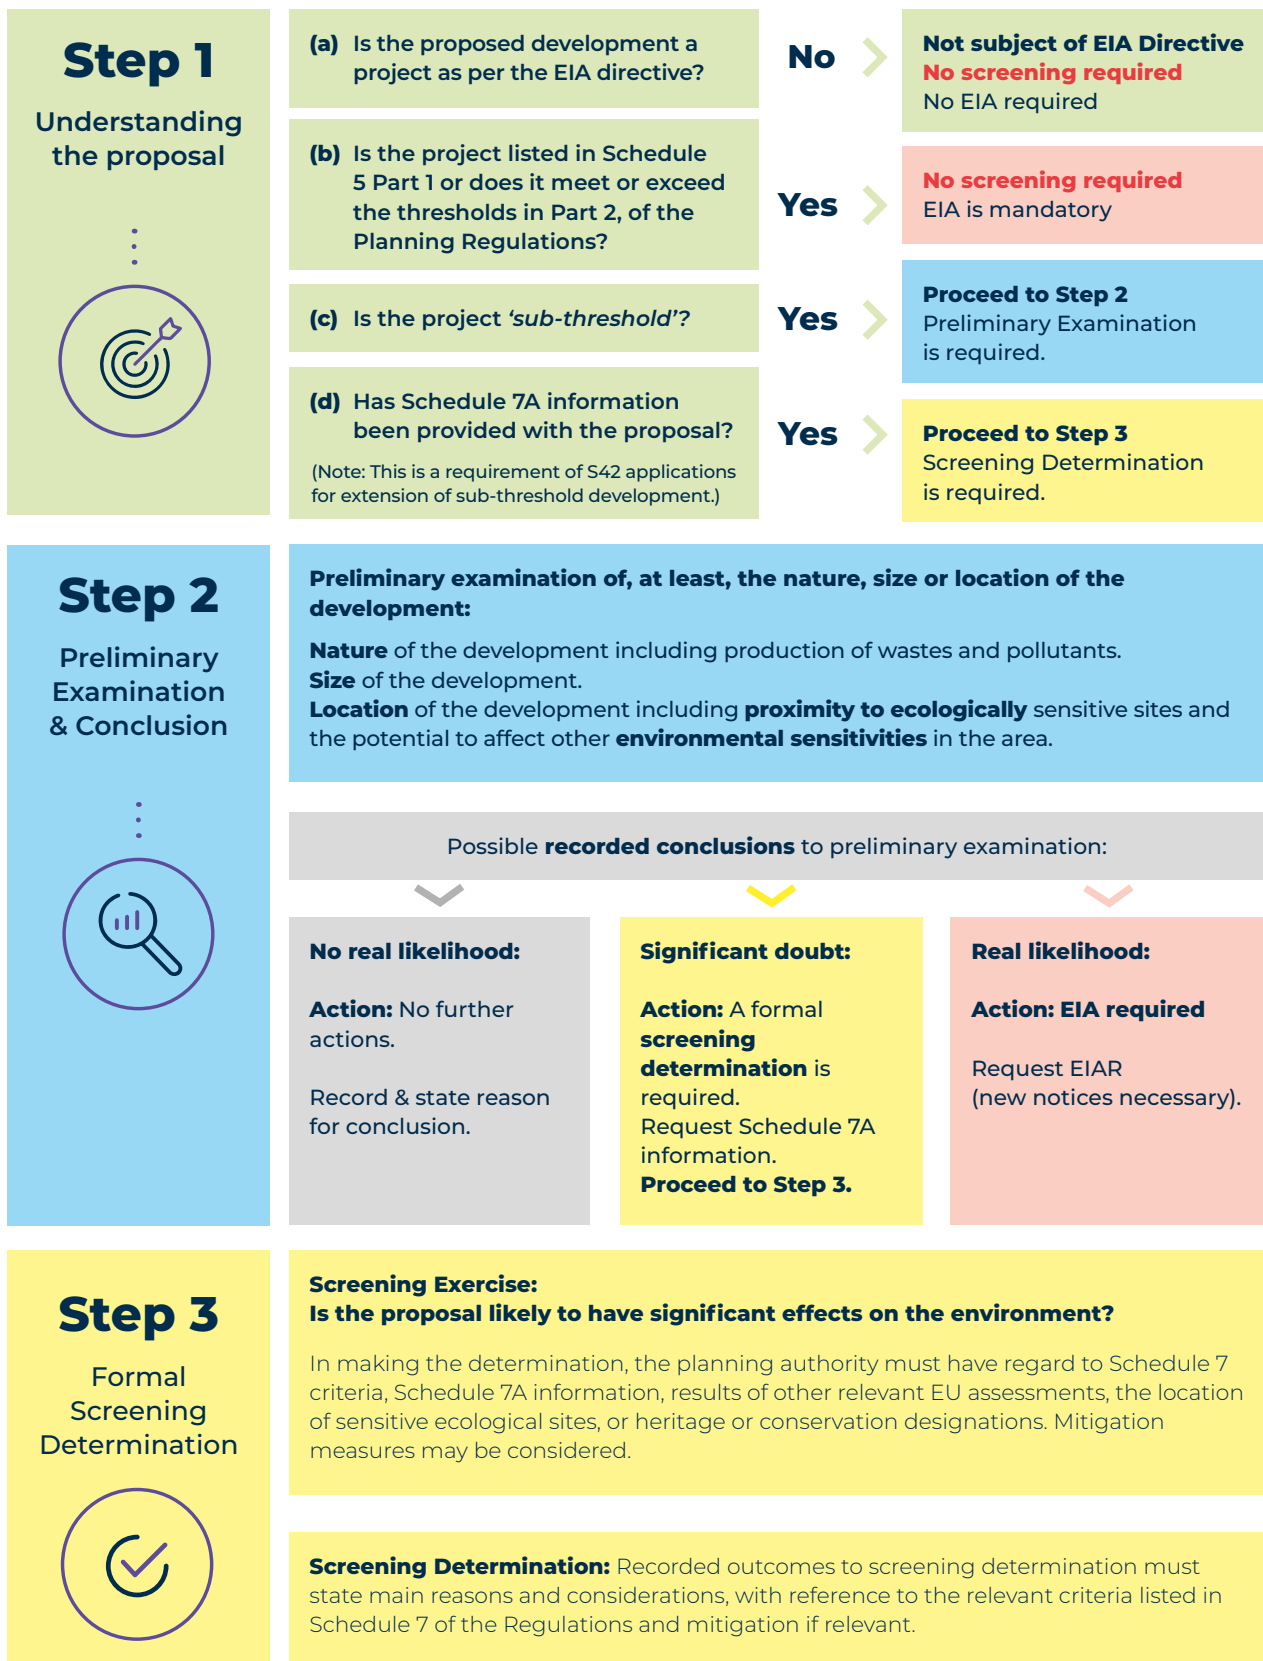 Step 1
Understanding
the proposal
(a) Is the proposed development a
project as per the EIA directive?
No
Not subject of EIA Directive
No screening required
No EIA required
(b) Is the project listed in Schedule
5 Part 1 or does it meet or exceed
the thresholds in Part 2, of the
Planning Regulations?
Yes
No screening required
EIA is mandatory
(c) Is the project ‘sub-threshold’?
Yes
Proceed to Step 2
Preliminary Examination
is required.
(d) Has Schedule 7A information
been provided with the proposal?
(Note: This is a requirement of S42 applications
for extension of sub-threshold development.)
Yes
Proceed to Step 3
Screening Determination
is required.
Step 2
Preliminary
Examination
& Conclusion
Preliminary examination of, at least, the nature, size or location of the
development:
Nature of the development including production of wastes and pollutants.
Size of the development.
Location of the development including proximity to ecologically sensitive sites and
the potential to affect other environmental sensitivities in the area.
Possible recorded conclusions to preliminary examination:
No real likelihood:
Action: No further
actions.
Record & state reason
for conclusion.
Significant doubt:
Action: A formal
screening
determination is
required.
Request Schedule 7A
information.
Proceed to Step 3.
Real likelihood:
Action: EIA required
Request EIAR
(new notices necessary).
Step 3
Formal
Screening
Determination
Screening Exercise:
Is the proposal likely to have significant effects on the environment?
In making the determination, the planning authority must have regard to Schedule 7
criteria, Schedule 7A information, results of other relevant EU assessments, the location
of sensitive ecological sites, or heritage or conservation designations. Mitigation
measures may be considered.
Screening Determination: Recorded outcomes to screening determination must
state main reasons and considerations, with reference to the relevant criteria listed in
Schedule 7 of the Regulations and mitigation if relevant.